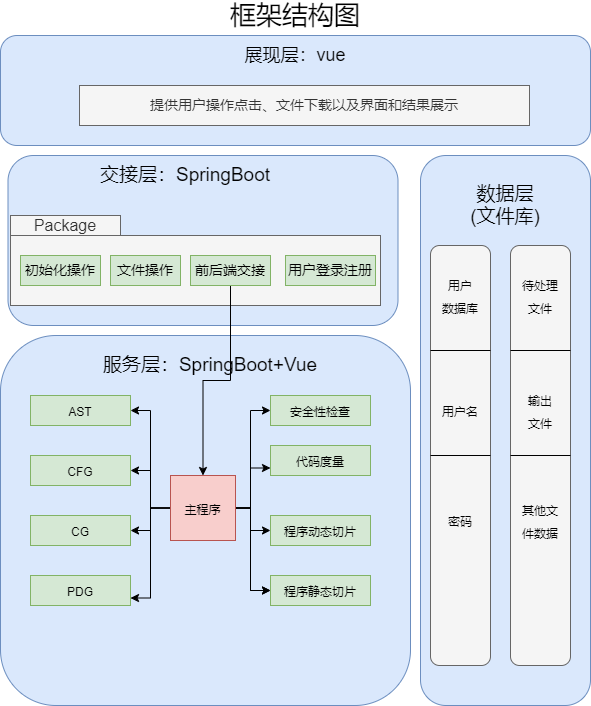 框架结构图
展现层：vue
提供用户操作点击、文件下载以及界面和结果展示
交接层：SpringBoot
Package
初始化操作
文件操作
前后端交接
用户登录注册
服务层：SpringBoot+Vue
AST
CFG
CG
PDG
主程序
安全性检查
代码度量
程序动态切片
程序静态切片
数据层
(文件库)
用户
数据库
用户名
密码
待处理
文件
输出
文件
其他文
件数据